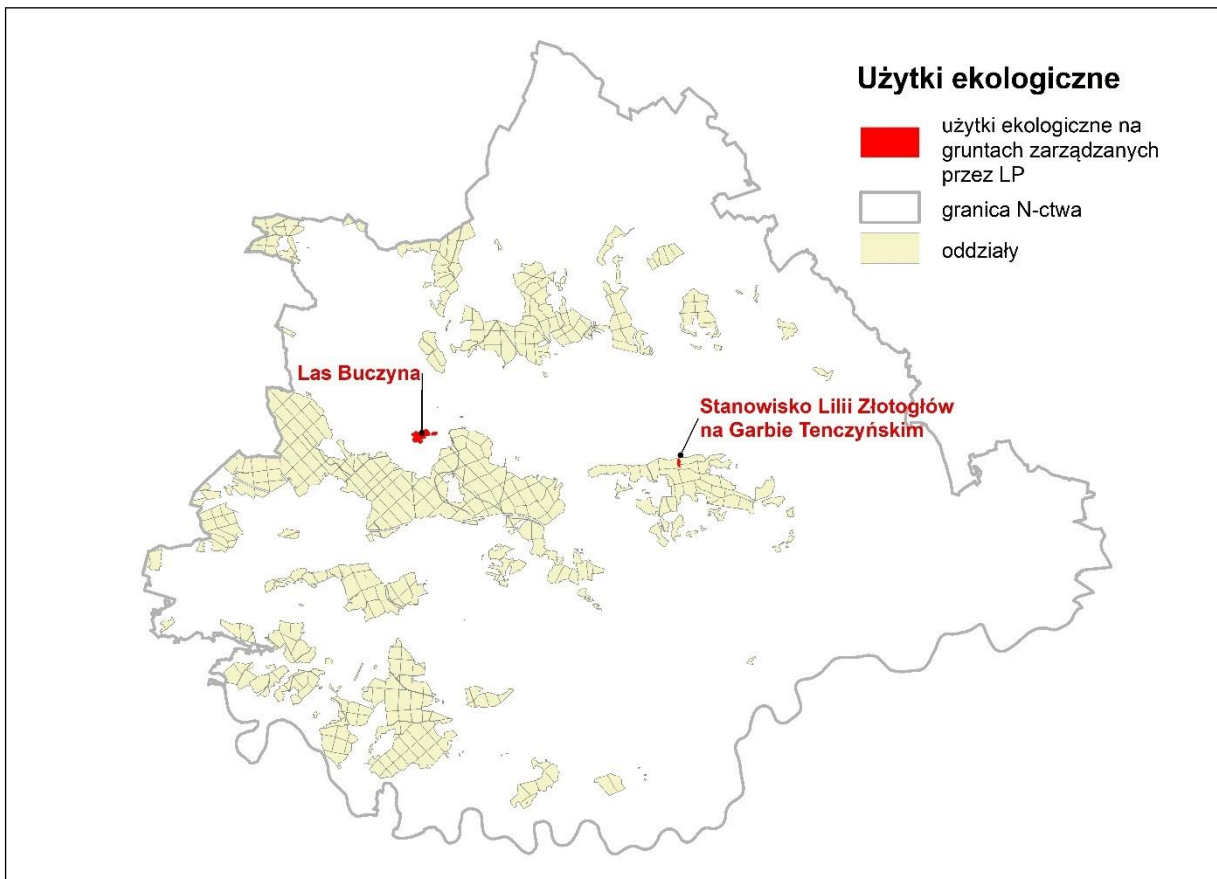 Użytki ekologiczne
użytki ekologiczne na
gruntach zarządzanych
przez LP
granica N-ctwa
oddziały
Las Buczyna
Stanowisko Lilii Złotogłów
na Garbie Tenczyńskim